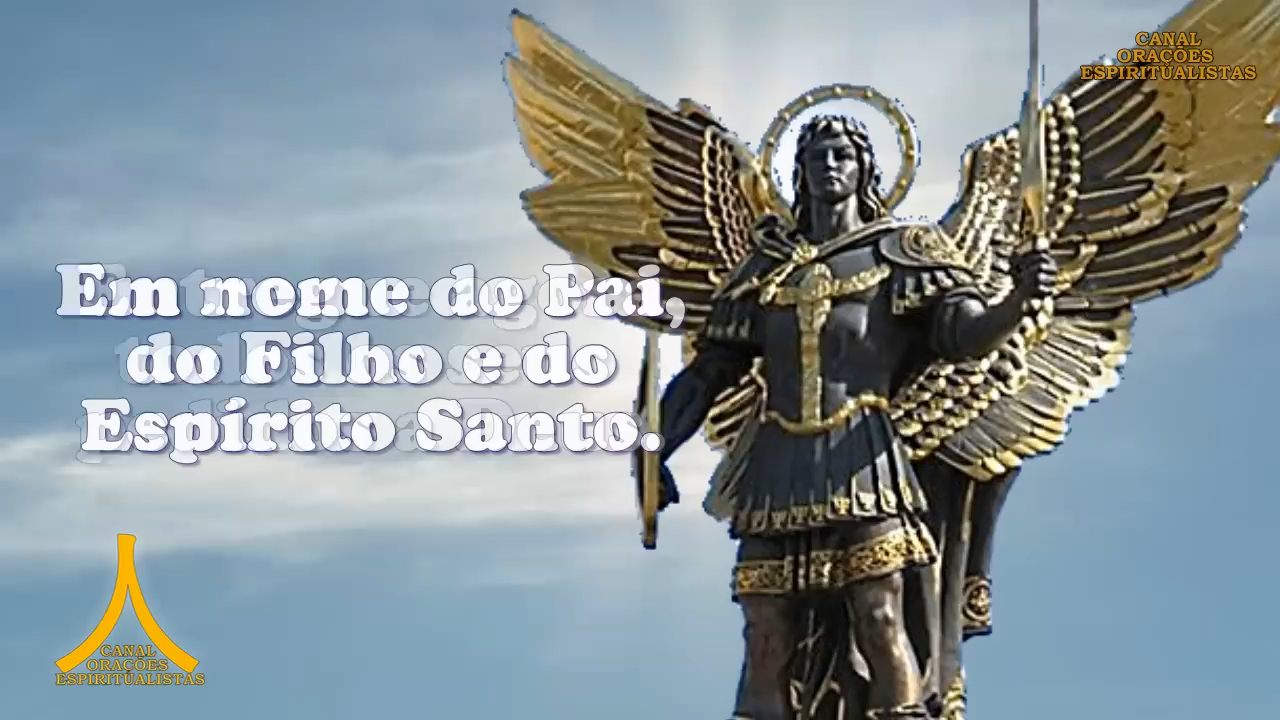 CANAL
ORAÇÕES
ESPIRITUALISTAS
Em nome do Pai,
do Filho e do
Espírito Santo.
CANAL
ORAÇÕES
ESPIRITUALISTAS